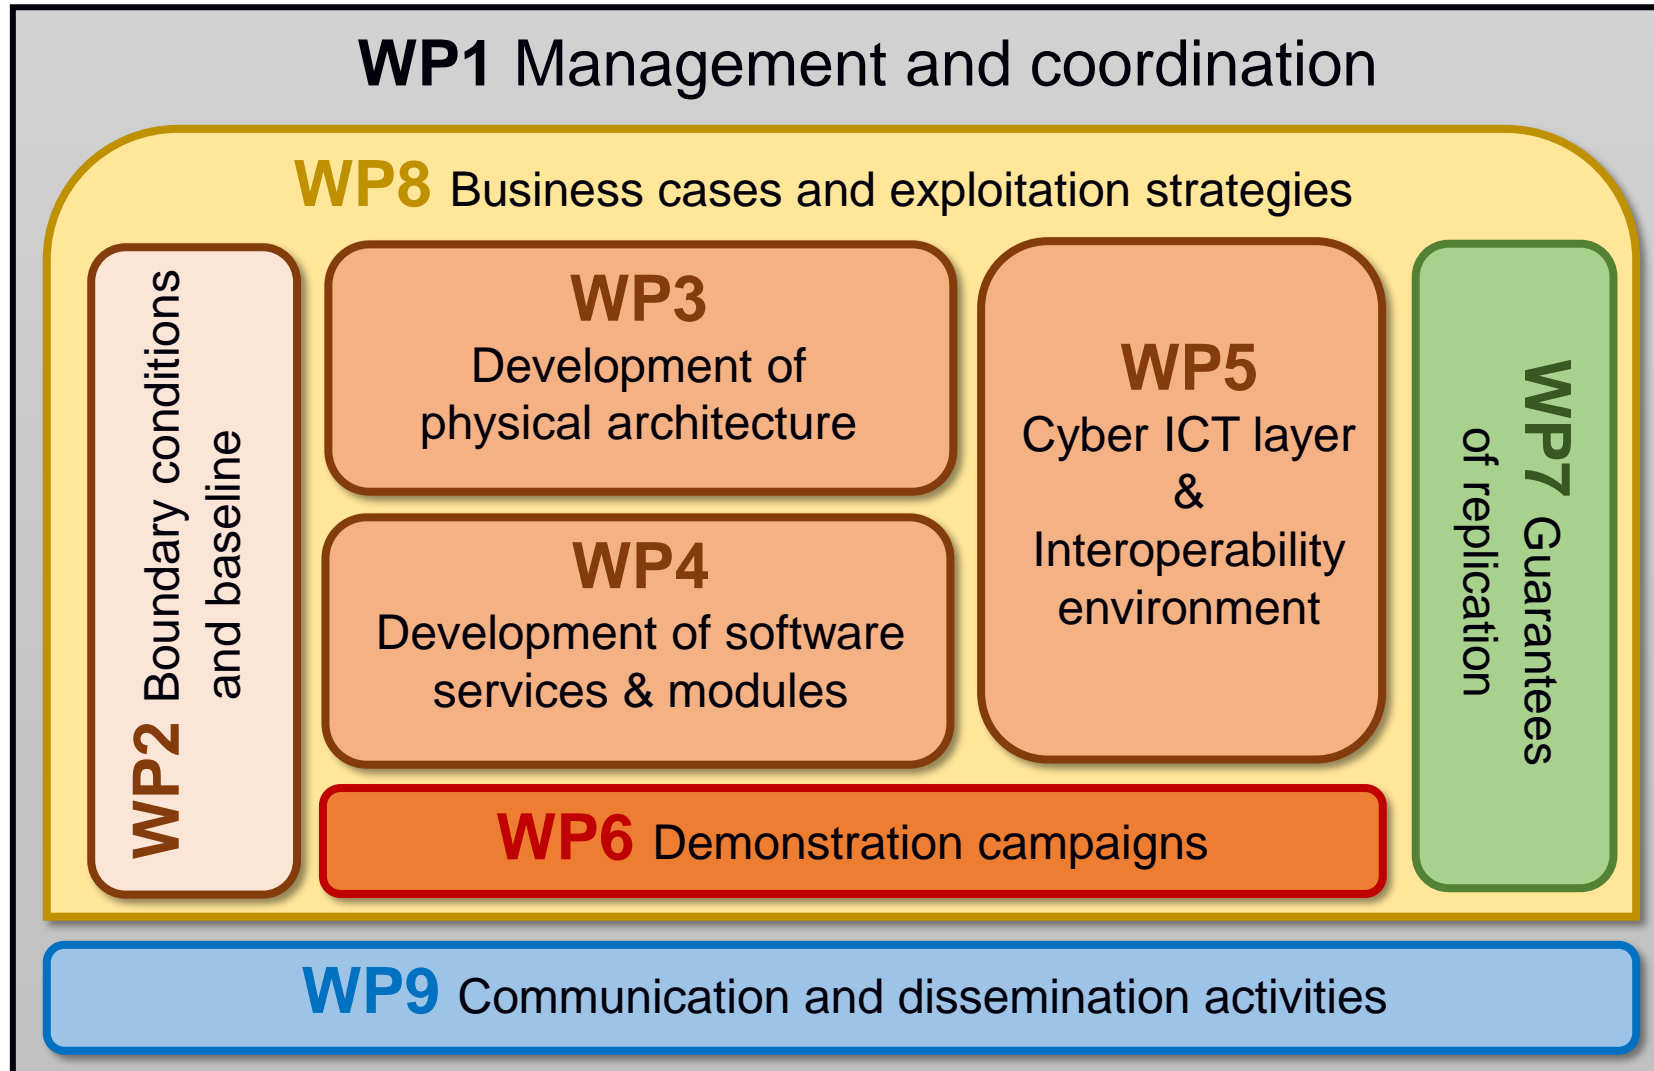 WP1 Management and coordination
WP8 Business cases and exploitation strategies
WP2 Boundary conditions
and baseline
WP3
Development of
physical architecture
WP4
Development of software
services & modules
WP5
Cyber ICT layer
&
Interoperability
environment
WP6 Demonstration campaigns
WP7 Guarantees
of replication
WP9 Communication and dissemination activities